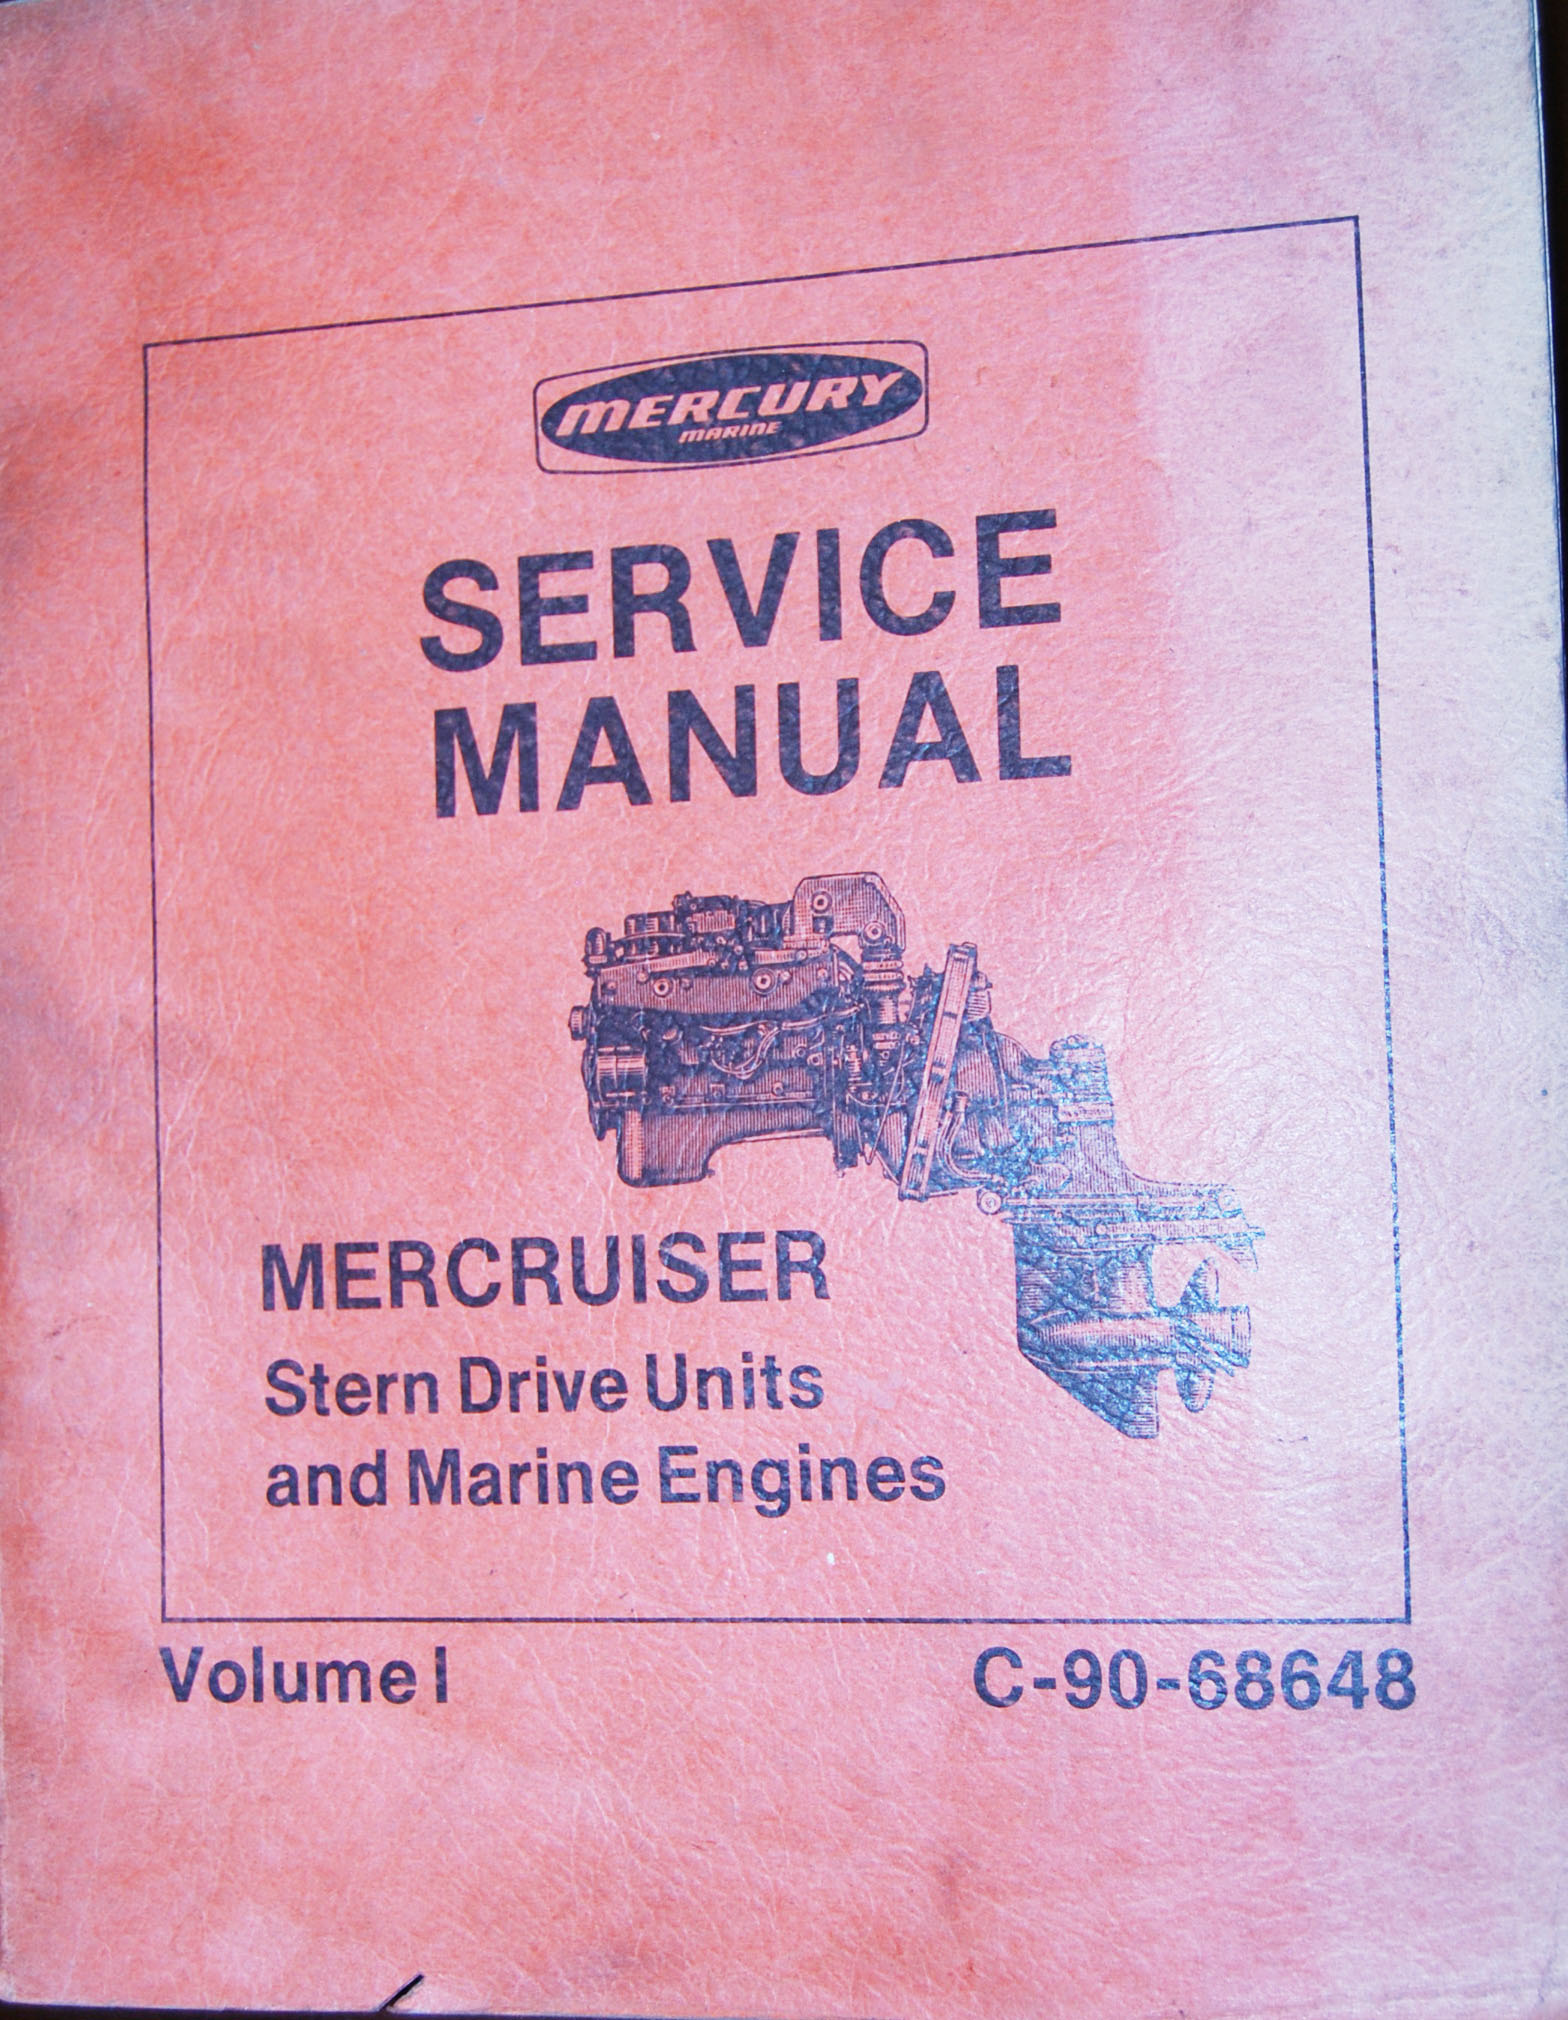 MERCURY
MARINE
SERVICE
MANUAL
MERCRUISER
Stern Drive Units
and Marine Engines
Volume I
C-90-68648